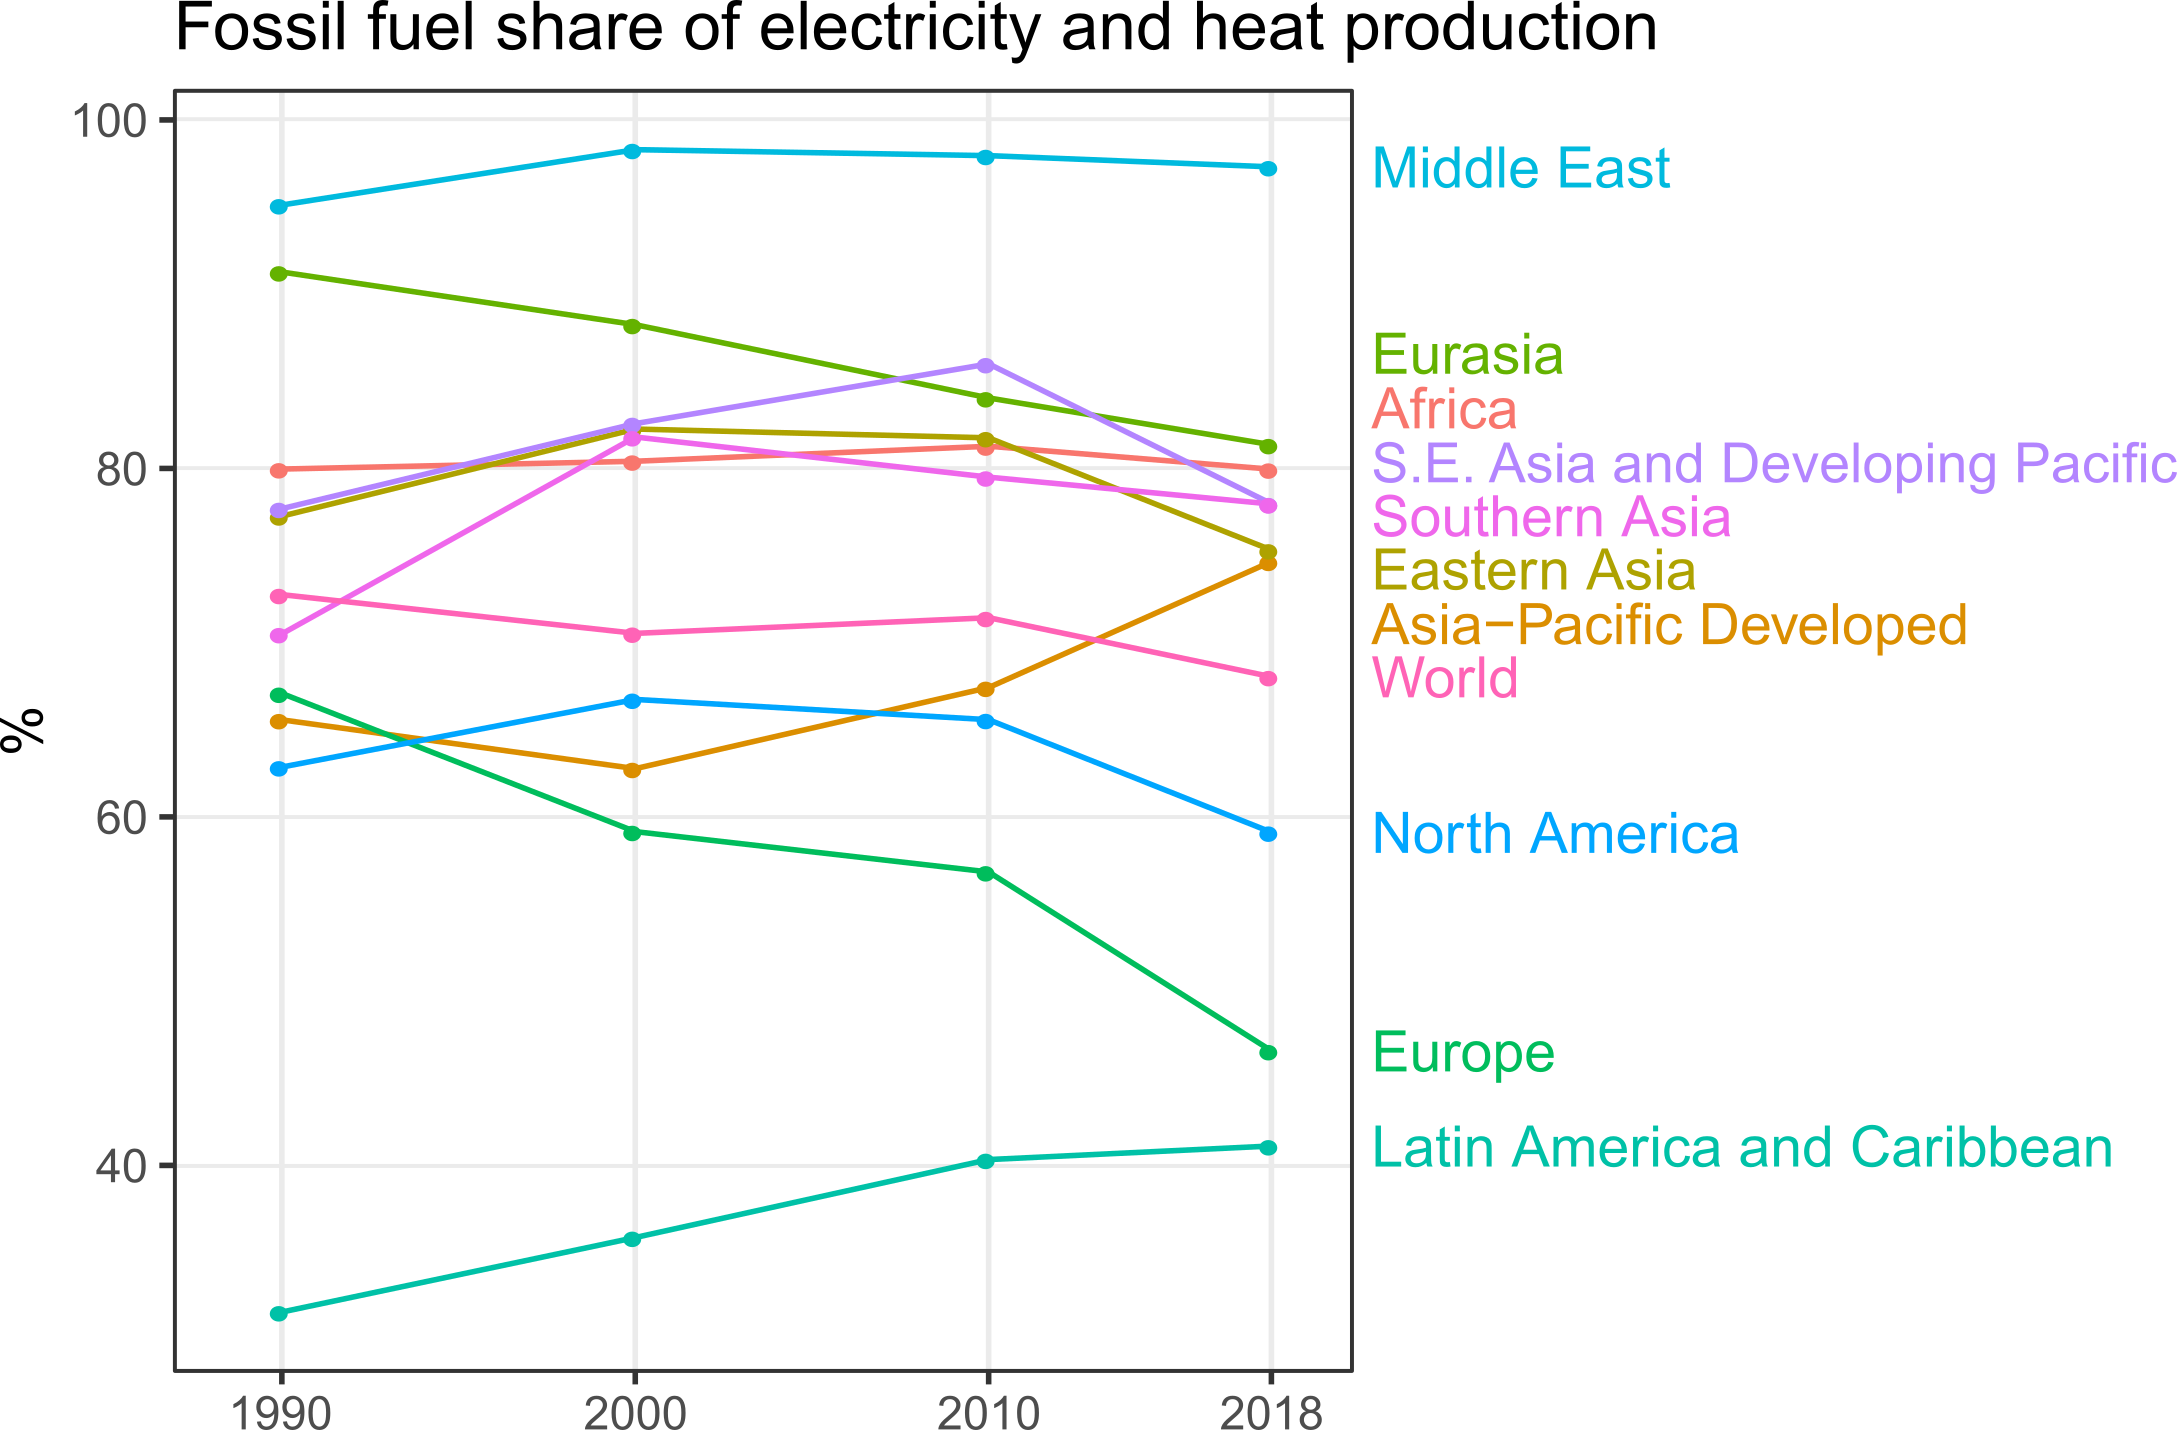 Fossil fuel share of electricity and heat production
100
80
60
40
%
Middle East
Eurasia
Africa
S.E. Asia and Developing Pacific
Southern Asia
Eastern Asia
Asia−Pacific Developed
World
North America
Europe
Latin America and Caribbean
1990 2000 2010 2018